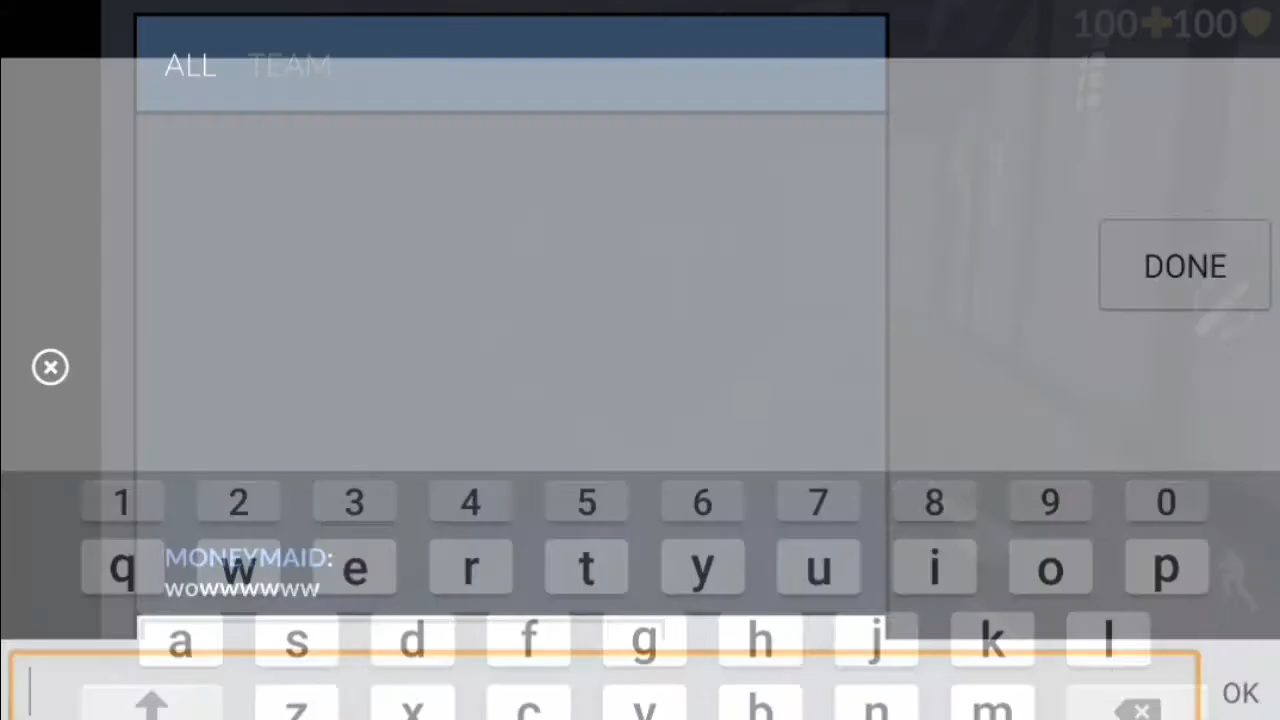 100 100
ALL TEAM
DONE
1 2 3 4 5 6 7 8 9 0
MONEYMAID:
q w e r t y u i o p
wowwwwww
a s d f g h j k l
z x c v b n m
OK